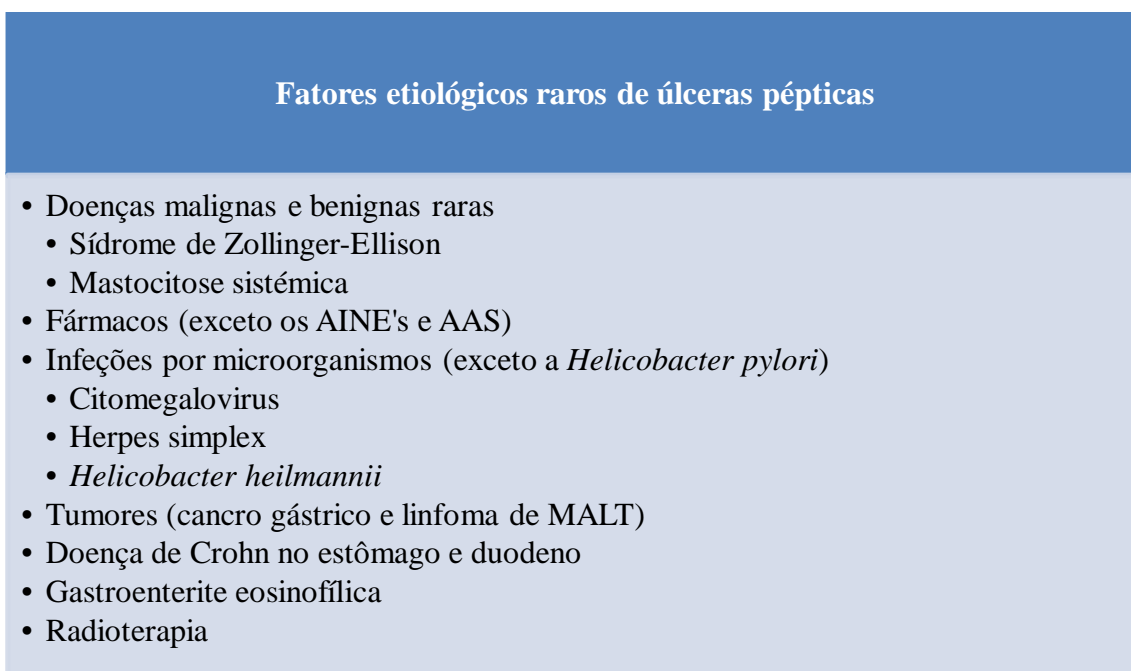 Fatores etiológicos raros de úlceras pépticas
• Doenças malignas e benignas raras
• Sídrome de Zollinger-Ellison
• Mastocitose sistémica
• Fármacos (exceto os AINE's e AAS)
• Infeções por microorganismos (exceto a Helicobacter pylori)
• Citomegalovirus
• Herpes simplex
• Helicobacter heilmannii
• Tumores (cancro gástrico e linfoma de MALT)
• Doença de Crohn no estômago e duodeno
• Gastroenterite eosinofílica
• Radioterapia